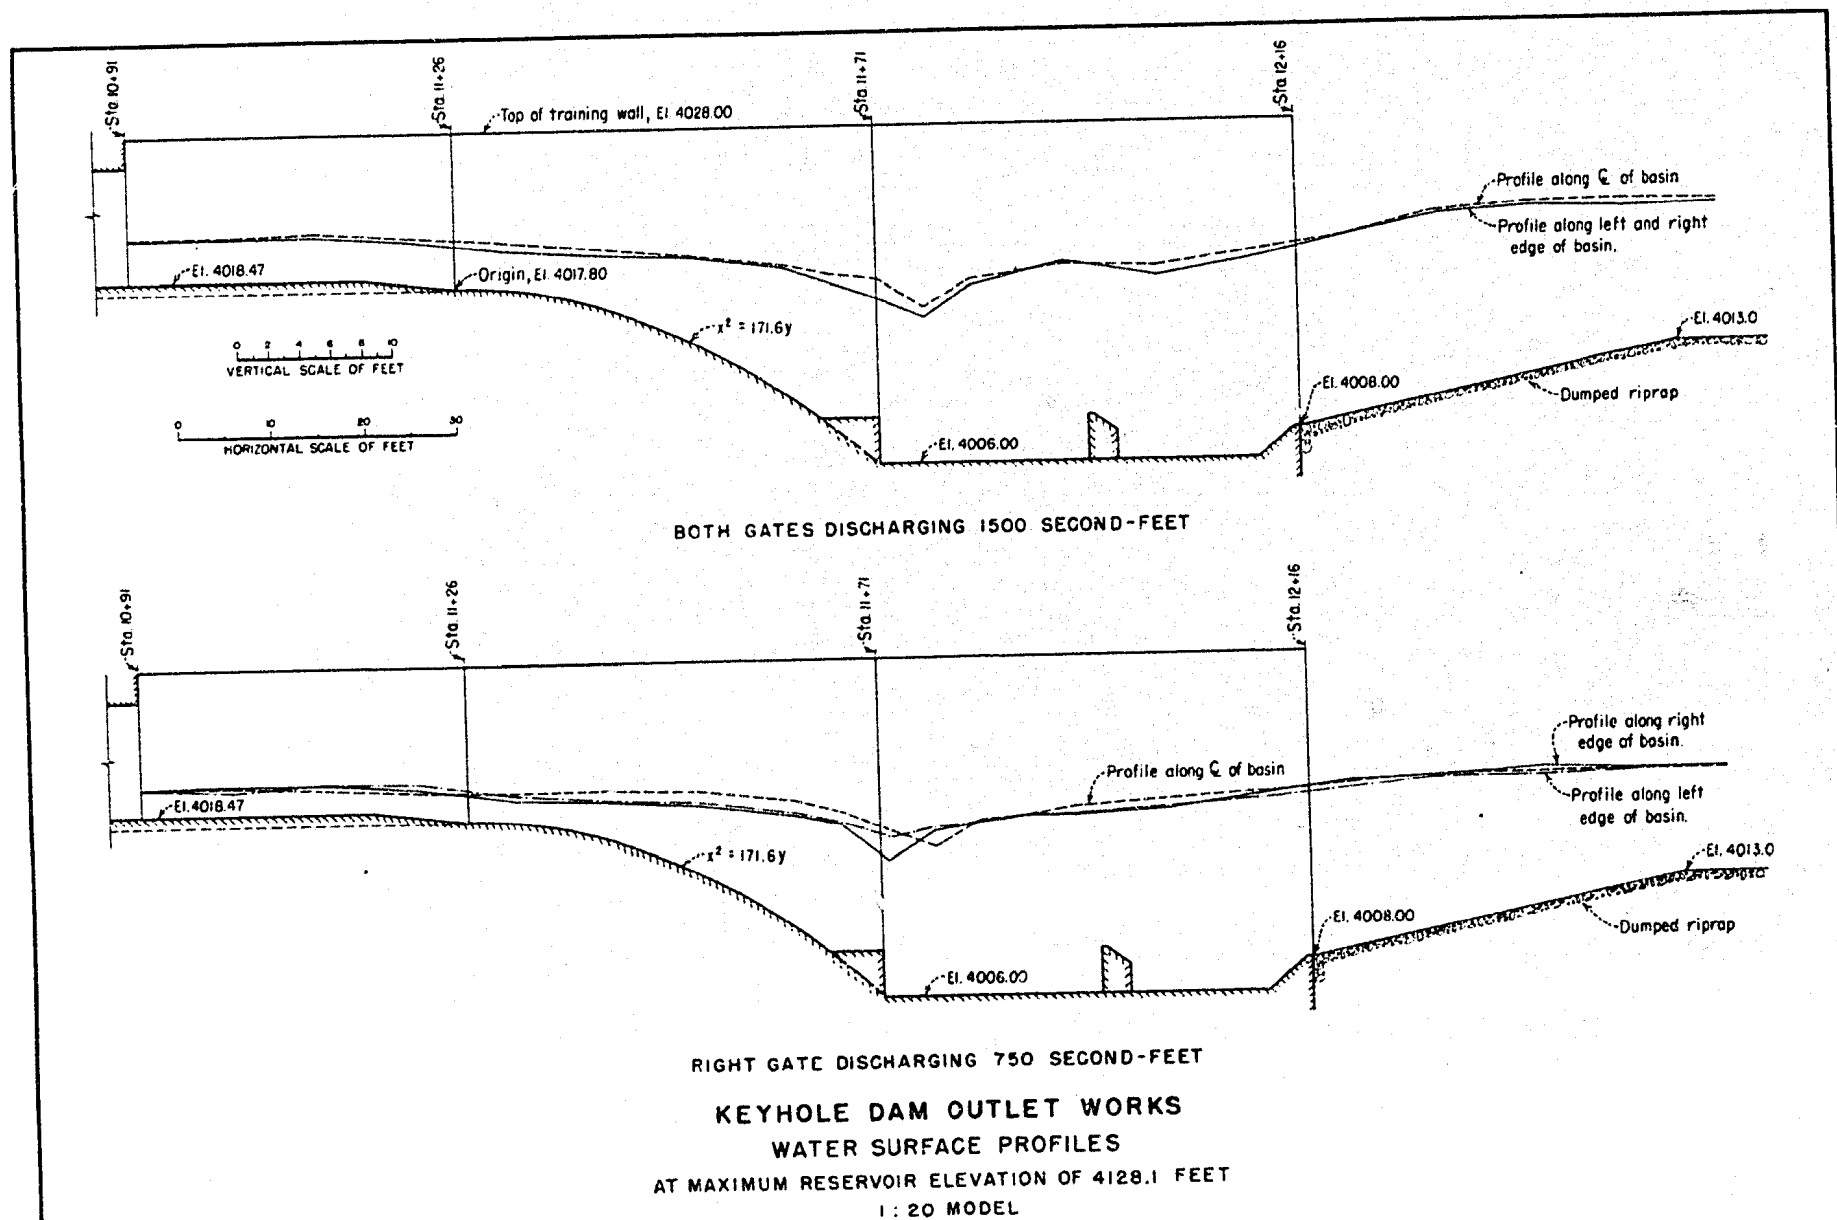 Sta. 10+91
Sta. 11+26
Sta. 11+71
Sta. 12+16
Top of training wall, El. 4028.00
Profile along ℄ of basin
Profile along left and right
edge of basin.
El. 4018.47
Origin, El. 4017.80
x² = 171.6y
El. 4013.0
0 2 4 6 8 10
VERTICAL SCALE OF FEET
El. 4008.00
Dumped riprap
0 10 20 30
HORIZONTAL SCALE OF FEET
El. 4006.00
BOTH GATES DISCHARGING 1500 SECOND-FEET
Sta. 10+91
Sta. 11+26
Sta. 11+71
Sta. 12+16
Profile along right
edge of basin.
Profile along ℄ of basin
El. 4018.47
Profile along left
edge of basin.
x² = 171.6y
El. 4013.0
El. 4008.00
Dumped riprap
El. 4006.00
RIGHT GATE DISCHARGING 750 SECOND-FEET
KEYHOLE DAM OUTLET WORKS
WATER SURFACE PROFILES
AT MAXIMUM RESERVOIR ELEVATION OF 4128.1 FEET
1 : 20 MODEL